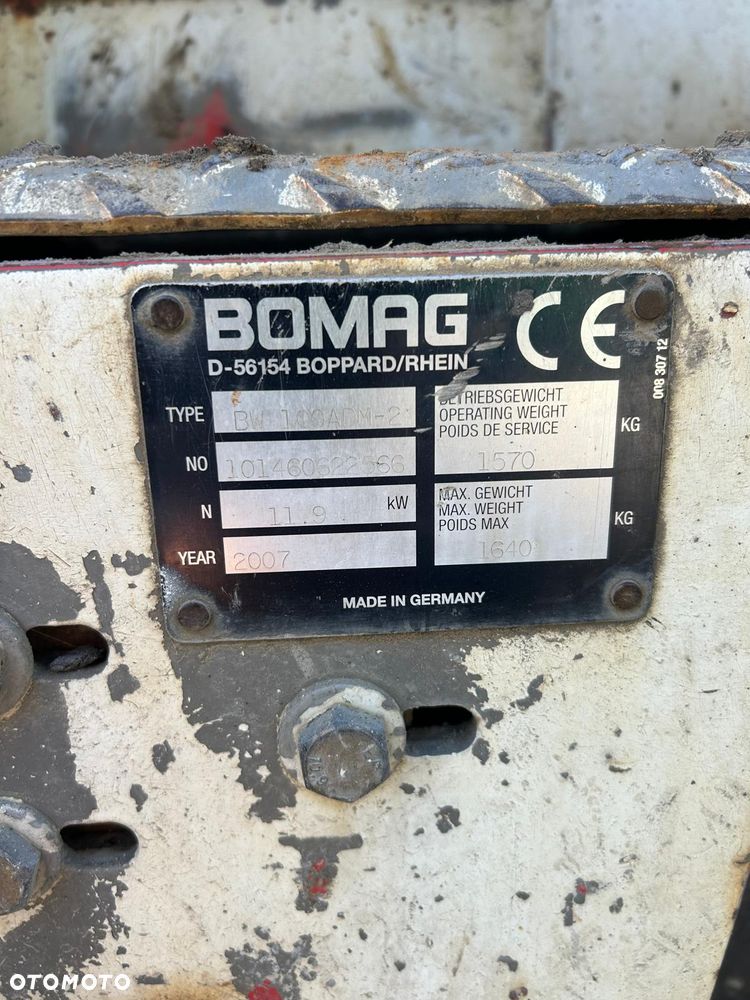 BOMAG CE
D-56154 BOPPARD/RHEIN
008 307 12
TYPE BW 100ADM-2
BETRIEBSGEWICHT
OPERATING WEIGHT
POIDS DE SERVICE
1570 KG
NO
N 11.9 kW
MAX. GEWICHT
MAX. WEIGHT
POIDS MAX
1640 KG
YEAR 2007
MADE IN GERMANY
OTOMOTO